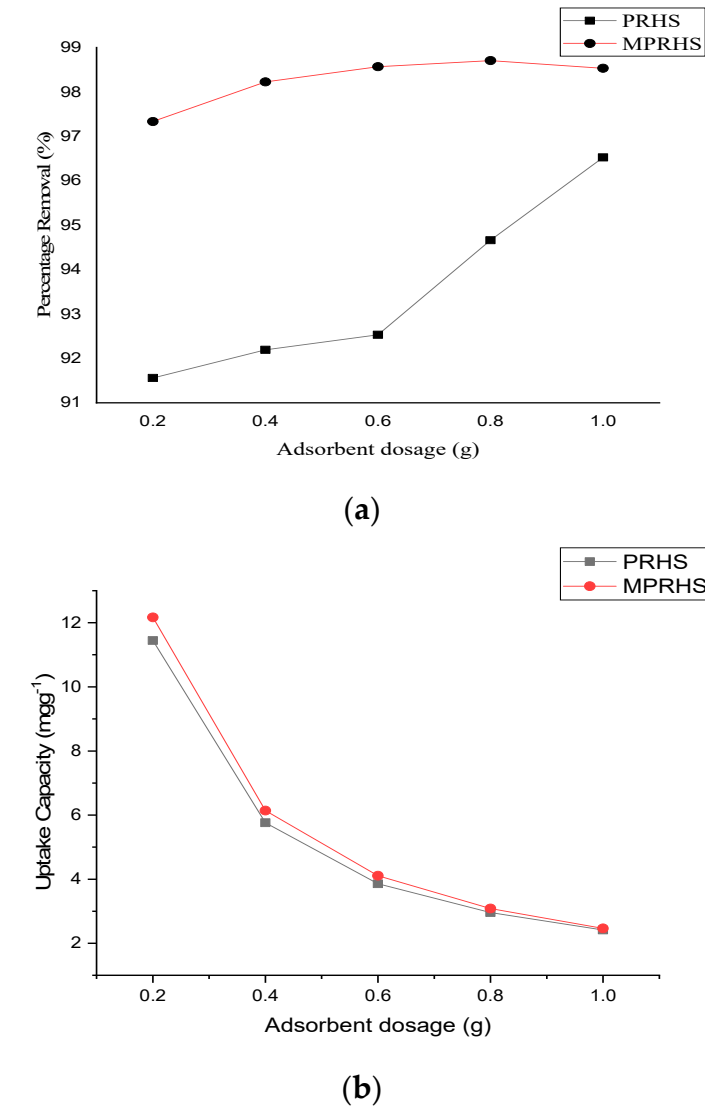 PRHS
MPRHS
99
98
97
96
95
94
93
92
91
Percentage Removal (%)
0.2 0.4 0.6 0.8 1.0
Adsorbent dosage (g)
(a)
PRHS
MPRHS
12
10
8
6
4
2
Uptake Capacity (mgg⁻¹)
0.2 0.4 0.6 0.8 1.0
Adsorbent dosage (g)
(b)